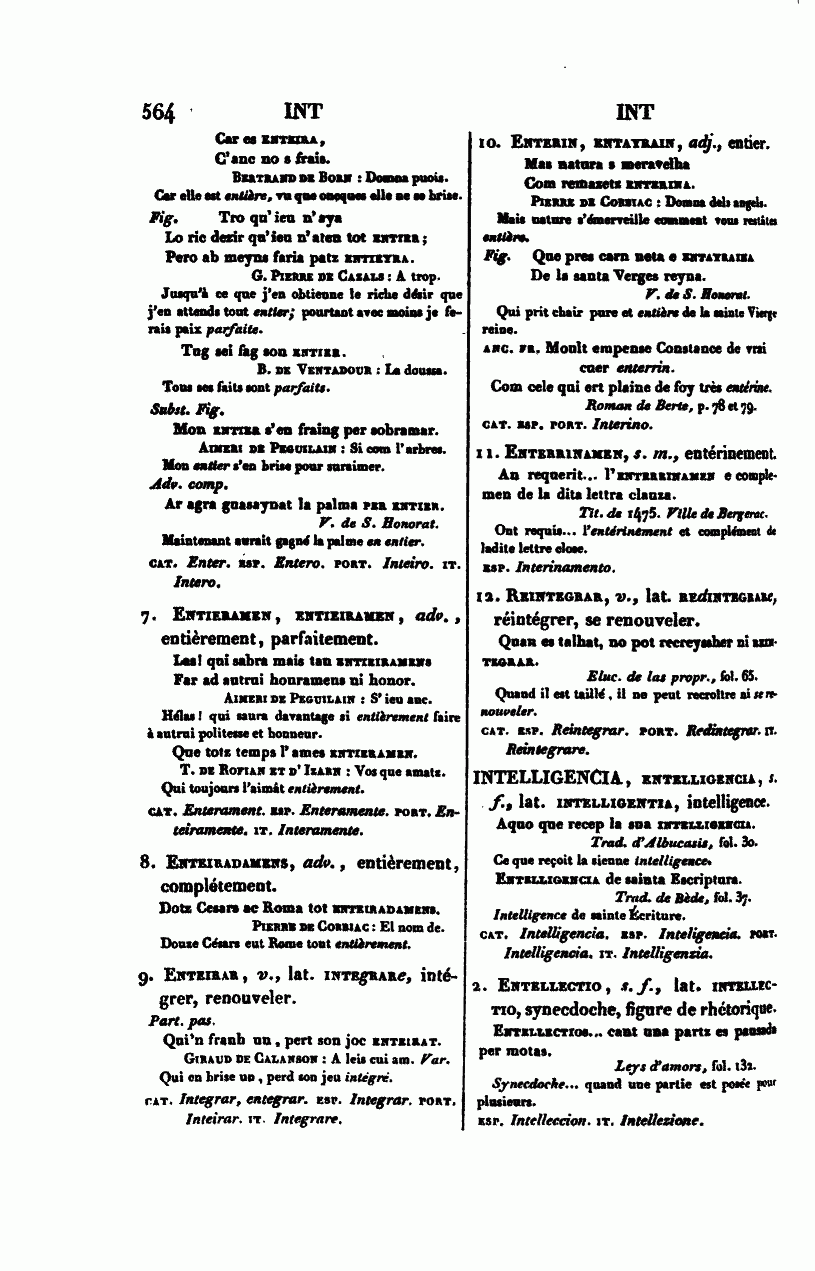 564 INT INT
Car es ENTEIRA,
C'anc no s frais.
BERTRAND DE BORN : Domna puois.
Car elle est entière, vu que oncques elle ne se brise.
Fig. Tro qu'ieu n'aya
Lo ric dezir qu'ieu n'aten tot ENTIER ;
Pero ab meyns faria patz ENTIEYRA.
G. PIERRE DE CAZALS : A trop.
Jusqu'à ce que j'en obtienne le riche désir que
j'en attends tout entier; pourtant avec moins je fe-
rais paix parfaite.
Tug sei fag son ENTIER.
B. DE VENTADOUR : La doussa.
Tous ses faits sont parfaits.
Subst. Fig.
Mon ENTIER s'en fraing per sobramar.
AIMERI DE PEGUILAIN : Si com l'arbres.
Mon entier s'en brise pour suraimer.
Adv. comp.
Ar agra guasaynat la palma PER ENTIER.
V. de S. Honorat.
Maintenant aurait gagné la palme en entier.
CAT. Enter. ESP. Entero. PORT. Inteiro. IT.
Intero.
7. ENTIERAMEN, ENTIEIRAMEN, adv.,
entièrement, parfaitement.
Las! qui sabra mais tan ENTIEIRAMENS
Far ad autrui honramens ni honor.
AIMERI DE PEGUILAIN : S'ieu anc.
Hélas! qui saura davantage si entièrement faire
à autrui politesse et honneur.
Que totz temps l'ames ENTIERAMEN.
T. DE ROFIAN ET D'IZARN : Vos que amatz.
Qui toujours l'aimât entièrement.
CAT. Enterament. ESP. Enteramente. PORT. En-
teiramente. IT. Interamente.
8. ENTEIRADAMENS, adv., entièrement,
complétement.
Dotz Cesars ac Roma tot ENTEIRADAMENS.
PIERRE DE CORBIAC : El nom de.
Douze Césars eut Rome tout entièrement.
9. ENTEIRAR, v., lat. INTEgRARe, inté-
grer, renouveler.
Part. pas.
Qui'n franh un, pert son joc ENTEIRAT.
GIRAUD DE CALANSON : A leis cui am. Var.
Qui en brise un, perd son jeu intégré.
CAT. Integrar, entegrar. ESP. Integrar. PORT.
Inteirar. IT. Integrare.
10. ENTERIN, ENTAYRAIN, adj., entier.
Mas natura s meravelha
Com remazets ENTERINA.
PIERRE DE CORBIAC : Domna dels angels.
Mais nature s'émerveille comment vous restâtes
entière.
Fig. Que pres carn neta e ENTAYRAINA
De la santa Verges reyna.
V. de S. Honorat.
Qui prit chair pure et entière de la sainte Vierge
reine.
ANC. FR. Moult empense Constance de vrai
cuer enterrin.
Com cele qui ert plaine de foy très entérine.
Roman de Berte, p. 78 et 79.
CAT. ESP. PORT. Interino.
11. ENTERRINAMEN, s. m., entérinement.
An requerit... l'ENTERRINAMEN e comple-
men de la dita lettra clauza.
Tit. de 1475. Ville de Bergerac.
Ont requis... l'entérinement et complément de
ladite lettre close.
ESP. Interinamento.
12. REINTEGRAR, v., lat. REdINTEGRARE,
réintégrer, se renouveler.
Quan es talhat, no pot recreysher ni REIN-
TEGRAR.
Eluc. de las propr., fol. 65.
Quand il est taillé, il ne peut recroître ni se re-
nouveler.
CAT. ESP. Reintegrar. PORT. Redintegrar. IT.
Reintegrare.
INTELLIGENCIA, ENTELLIGENCIA, s.
f., lat. INTELLIGENTIA, intelligence.
Aquo que recep la sua INTELLIGENCIA.
Trad. d'Albucasis, fol. 30.
Ce que reçoit la sienne intelligence.
ENTELLIGENCIA de sainta Escriptura.
Trad. de Bède, fol. 37.
Intelligence de sainte Écriture.
CAT. Intelligencia. ESP. Inteligencia. PORT.
Intelligencia. IT. Intelligenzia.
2. ENTELLECTIO, s. f., lat. INTELLEC-
TIO, synecdoche, figure de rhétorique.
ENTELLECTIOS... cant una partz es pauzada
per motas.
Leys d'amors, fol. 132.
Synecdoche... quand une partie est posée pour
plusieurs.
ESP. Inteleccion. IT. Intellezione.